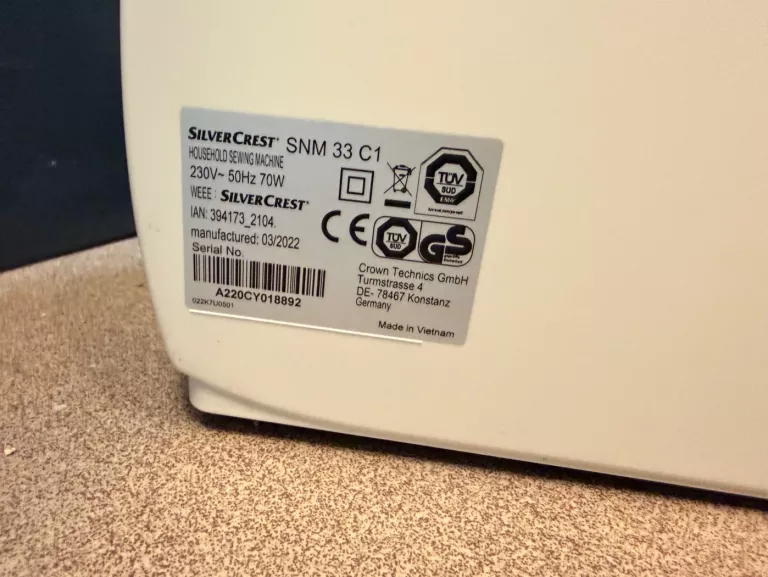 SILVERCREST® SNM 33 C1
HOUSEHOLD SEWING MACHINE
230V~ 50Hz 70W
WEEE: SILVERCREST®
IAN: 394173_2104.
manufactured: 03/2022
Serial No.
A220CY018892
022K7U0501
TÜV
SÜD
EMV
CE
TÜV
SÜD
GS
Crown Technics GmbH
Turmstrasse 4
DE- 78467 Konstanz
Germany
Made in Vietnam